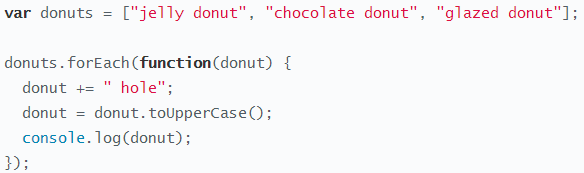 var donuts = ["jelly donut", "chocolate donut", "glazed donut"];

donuts.forEach(function(donut) {
  donut += " hole";
  donut = donut.toUpperCase();
  console.log(donut);
});